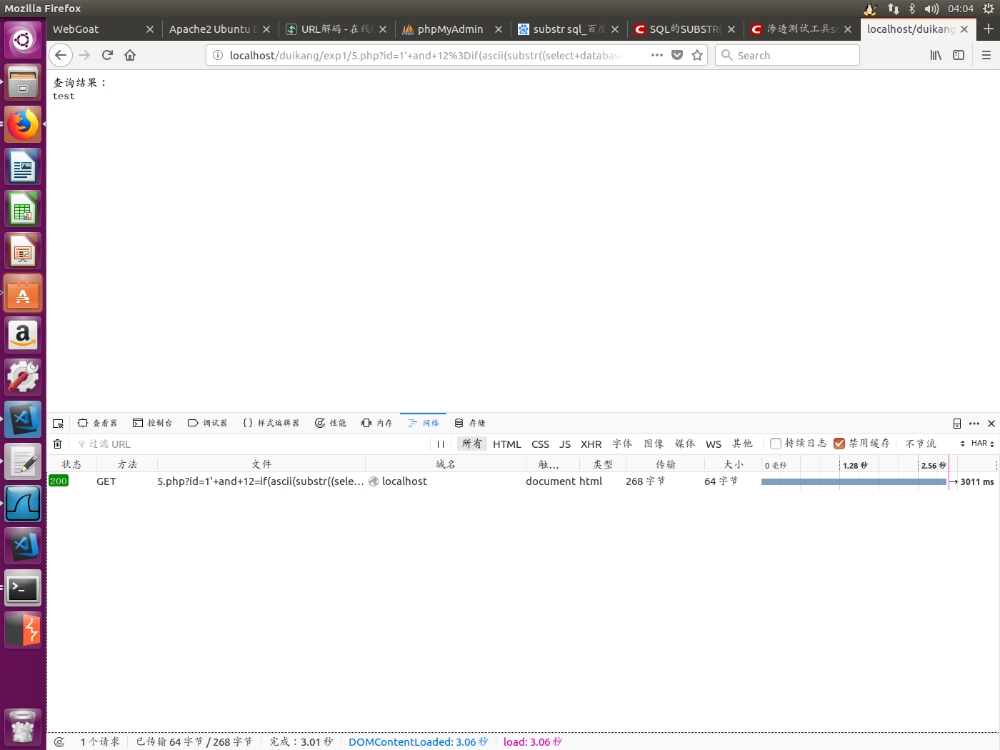 Mozilla Firefox
04:04
WebGoat
Apache2 Ubuntu D
URL解码 - 在线U
phpMyAdmin
substr sql_百度
SQL的SUBSTR(
渗透测试工具sq
localhost/duikang
localhost/duikang/exp1/5.php?id=1'+and+12%3Dif(ascii(substr((select+database
Search
查询结果：
test
查看器
控制台
调试器
{} 样式编辑器
性能
内存
网络
存储
过滤 URL
所有
HTML
CSS
JS
XHR
字体
图像
媒体
WS
其他
持续日志
禁用缓存
不节流
HAR
状态
方法
文件
域名
触...
类型
传输
大小
0 毫秒
1.28 秒
2.56 秒
200
GET
5.php?id=1'+and+12=if(ascii(substr((sele...
localhost
document
html
268 字节
64 字节
3011 ms
1 个请求
已传输 64 字节 / 268 字节
完成：3.01 秒
DOMContentLoaded: 3.06 秒
load: 3.06 秒